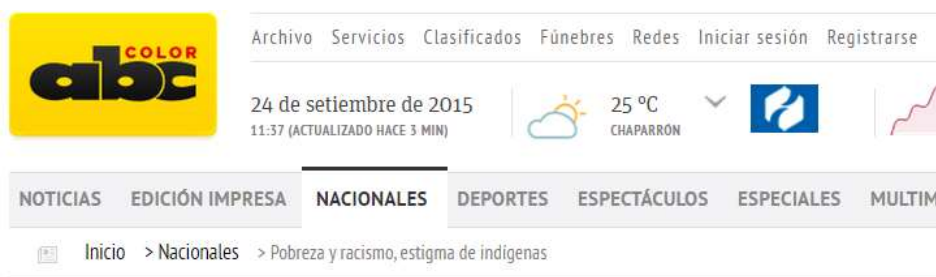 Archivo Servicios Clasificados Fúnebres Redes Iniciar sesión Registrarse
COLOR
abc
24 de setiembre de 2015
25 ºC
11:37 (ACTUALIZADO HACE 3 MIN)
CHAPARRÓN
NOTICIAS EDICIÓN IMPRESA NACIONALES DEPORTES ESPECTÁCULOS ESPECIALES MULTIM
Inicio > Nacionales > Pobreza y racismo, estigma de indígenas